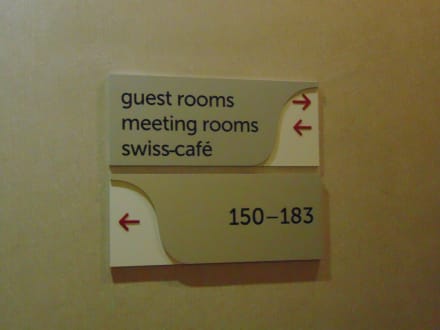 guest rooms →
meeting rooms ←
swiss-café
← 150–183